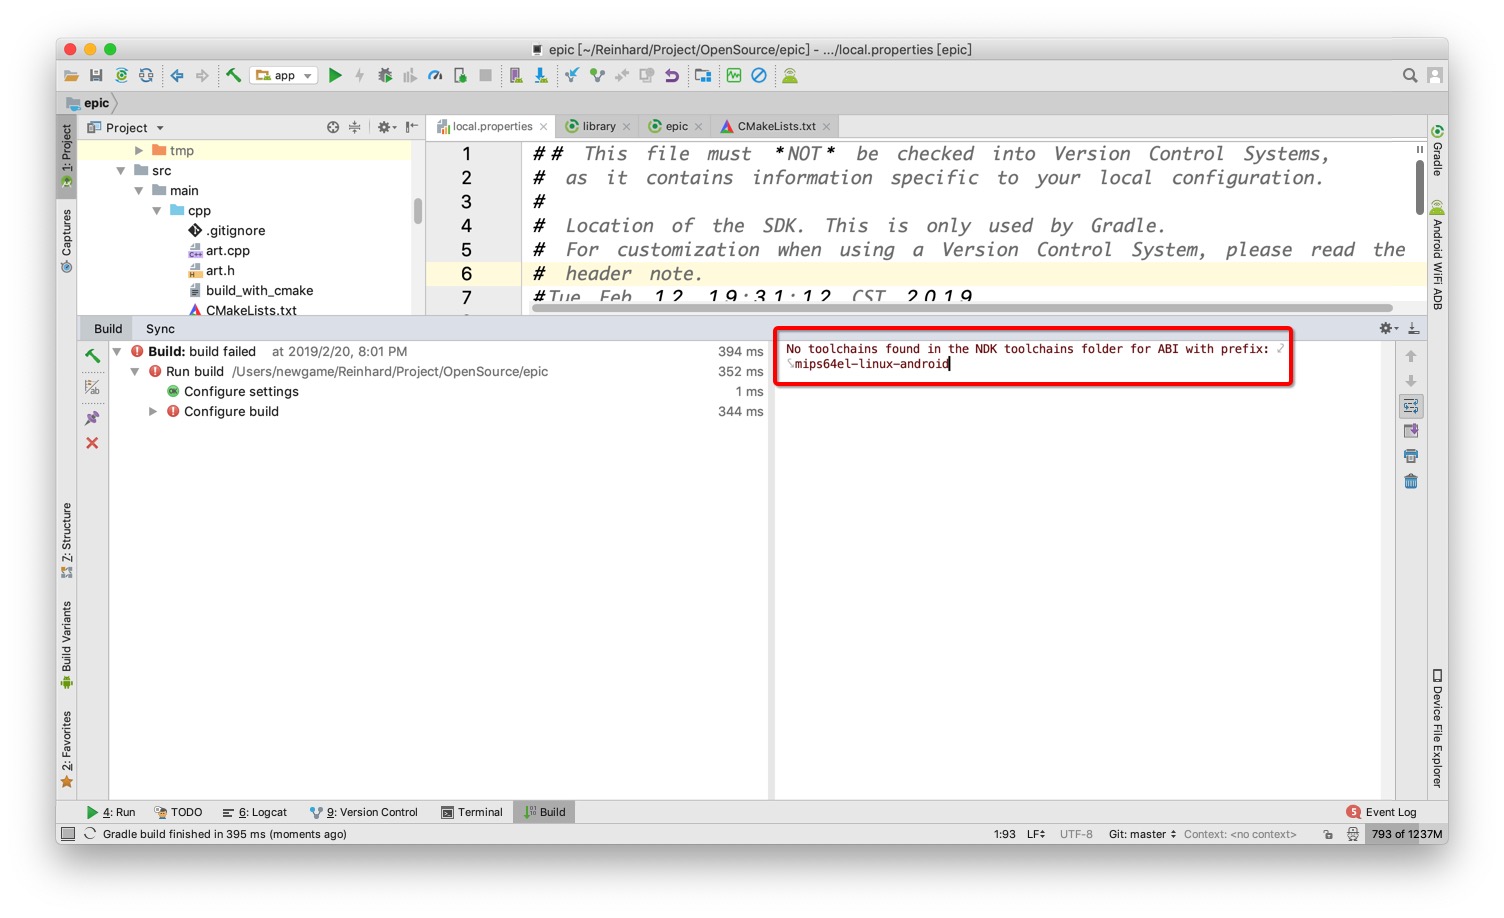 epic [~/Reinhard/Project/OpenSource/epic] - .../local.properties [epic]
app
epic
Project
local.properties
library
epic
CMakeLists.txt
1: Project
Captures
7: Structure
Build Variants
2: Favorites
tmp
src
main
cpp
.gitignore
art.cpp
art.h
build_with_cmake
CMakeLists.txt
1 ## This file must *NOT* be checked into Version Control Systems,
2 # as it contains information specific to your local configuration.
3 #
4 # Location of the SDK. This is only used by Gradle.
5 # For customization when using a Version Control System, please read the
6 # header note.
7 #Tue Feb 12 19:31:12 CST 2019
Gradle
Android WiFi ADB
Device File Explorer
Build Sync
Build: build failed at 2019/2/20, 8:01 PM 394 ms
Run build /Users/newgame/Reinhard/Project/OpenSource/epic 352 ms
Configure settings 1 ms
Configure build 344 ms
No toolchains found in the NDK toolchains folder for ABI with prefix:
mips64el-linux-android
4: Run TODO 6: Logcat 9: Version Control Terminal Build 5 Event Log
Gradle build finished in 395 ms (moments ago) 1:93 LF UTF-8 Git: master Context: <no context> 793 of 1237M